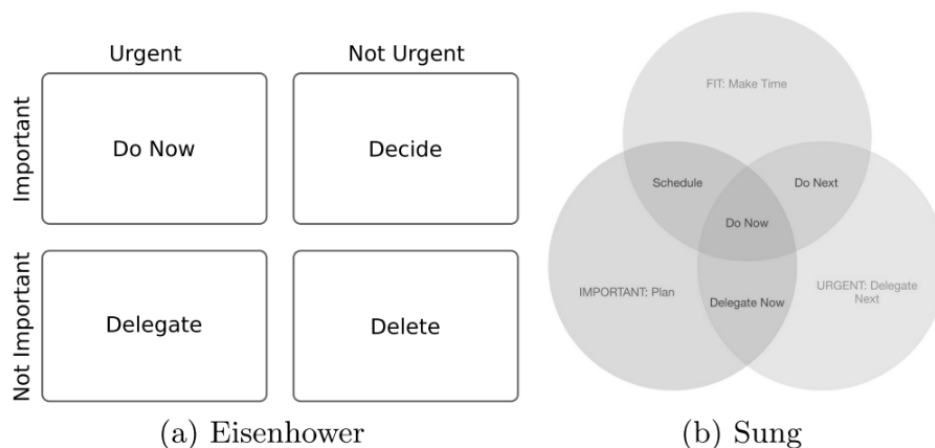 Urgent
Not Urgent
Important
Do Now
Decide
Not Important
Delegate
Delete
(a) Eisenhower
FIT: Make Time
Schedule
Do Next
Do Now
IMPORTANT: Plan
Delegate Now
URGENT: Delegate
Next
(b) Sung